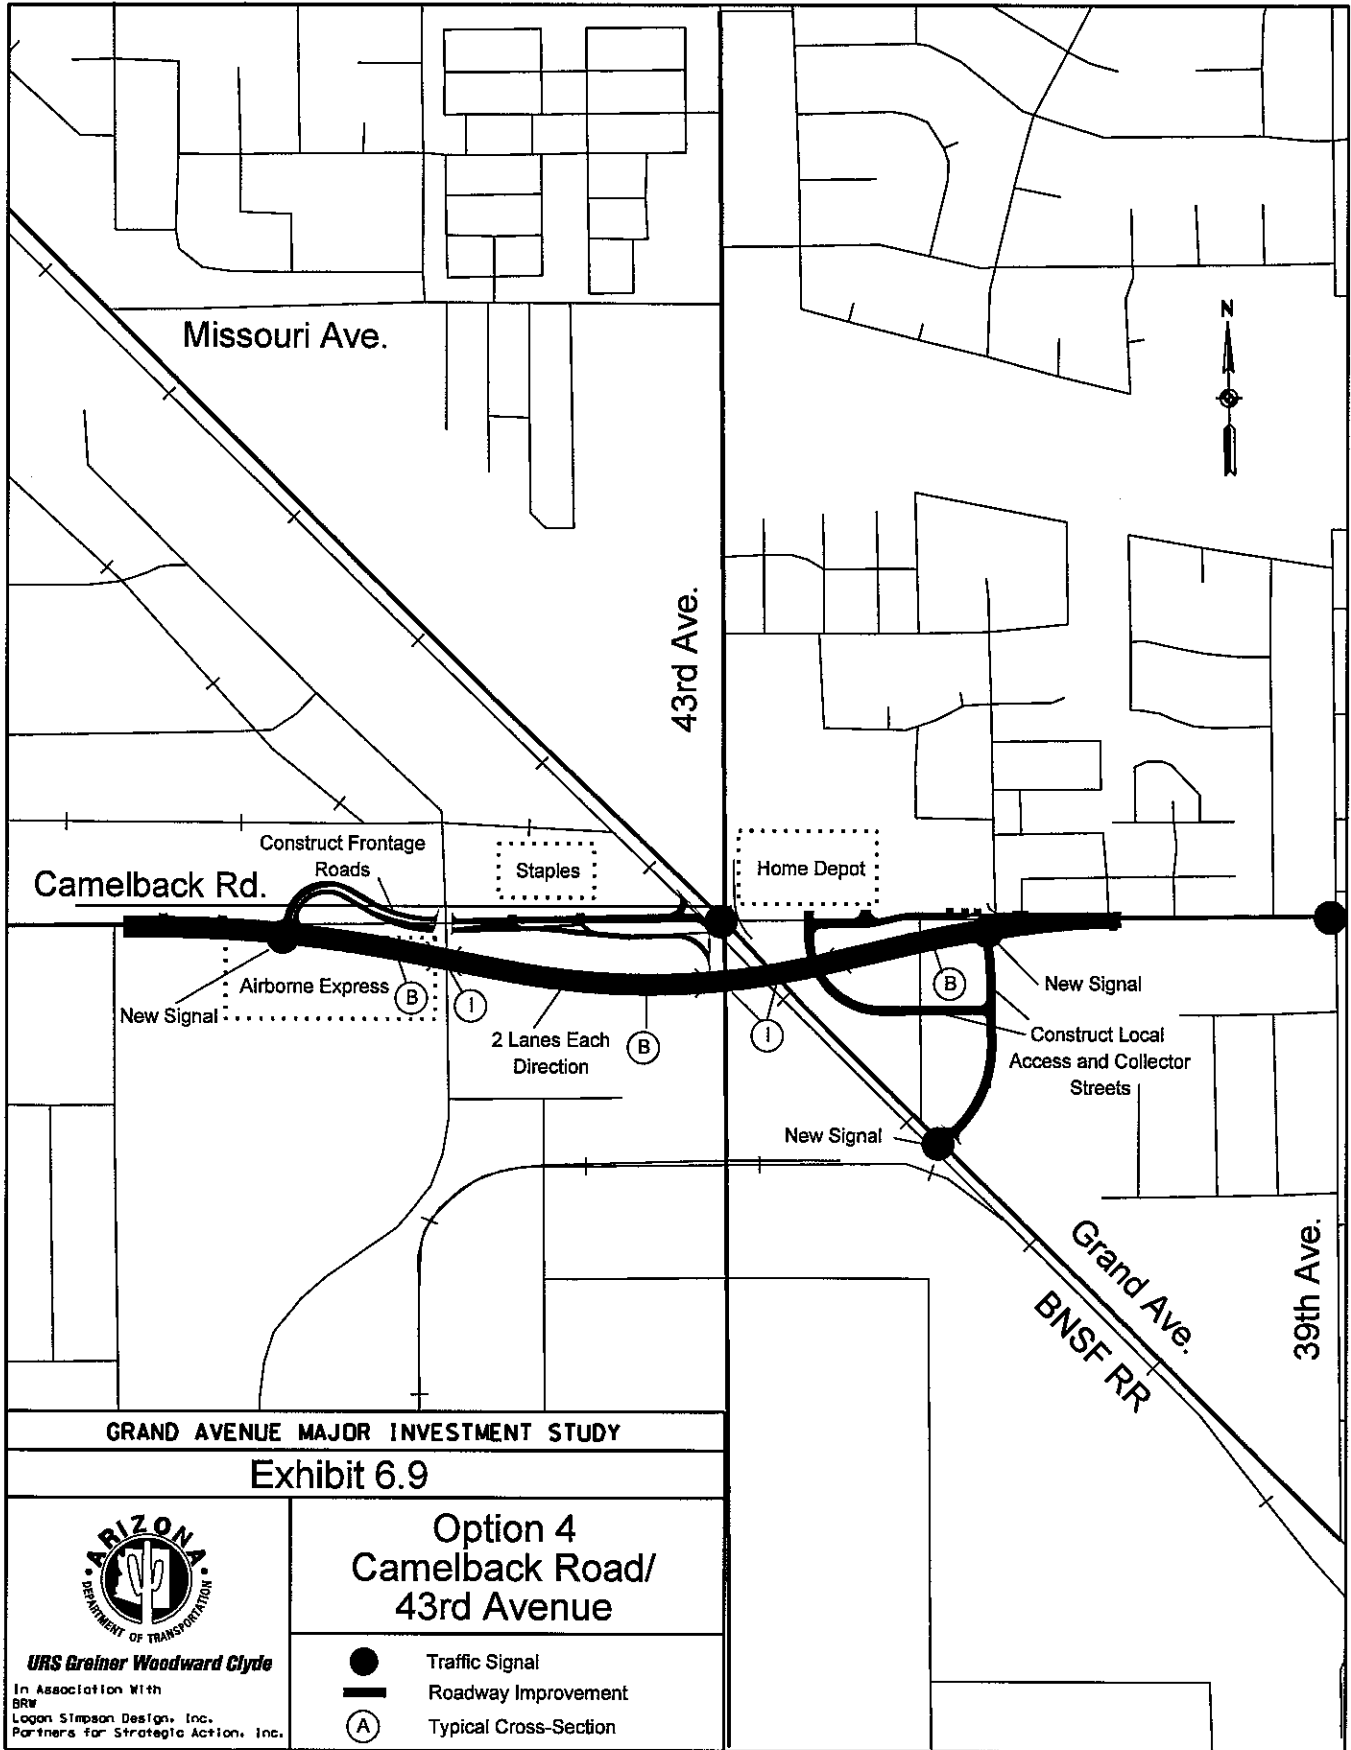 N
Missouri Ave.
43rd Ave.
Construct Frontage
Roads
Staples
Home Depot
Camelback Rd.
Airborne Express
B
I
New Signal
2 Lanes Each
Direction
B
I
B
New Signal
Construct Local
Access and Collector
Streets
New Signal
Grand Ave.
BNSF RR
39th Ave.
GRAND AVENUE MAJOR INVESTMENT STUDY
Exhibit 6.9
ARIZONA
DEPARTMENT OF TRANSPORTATION
URS Greiner Woodward Clyde
In Association With
BRW
Logan Simpson Design, Inc.
Partners for Strategic Action, Inc.
Option 4
Camelback Road/
43rd Avenue
Traffic Signal
Roadway Improvement
A Typical Cross-Section